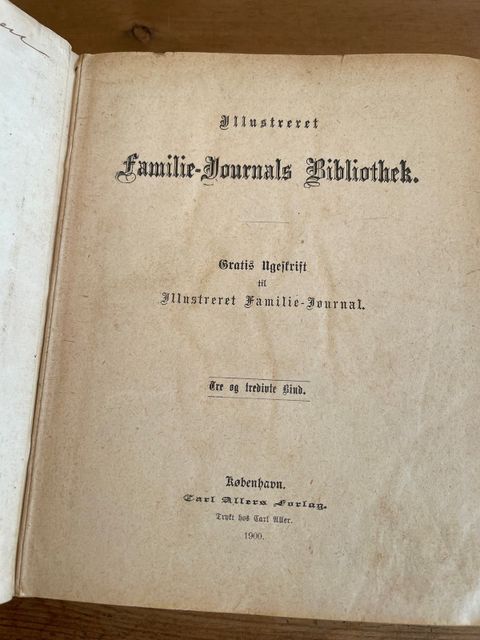 Illustreret
Familie-Journals Bibliothek.
Gratis Ugeskrift
til
Illustreret Familie-Journal.
Tre og tredivte Bind.
København.
Carl Allers Forlag.
Trykt hos Carl Aller.
1900.